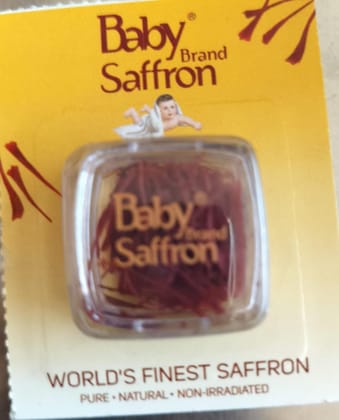 Baby®
Brand
Saffron
Baby®
Brand
Saffron
WORLD'S FINEST SAFFRON
PURE • NATURAL • NON-IRRADIATED